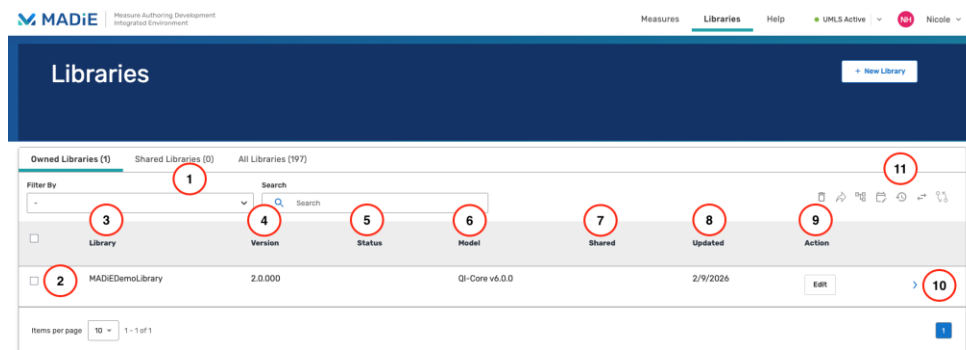 MADiE Measure Authoring Development Integrated Environment
Measures Libraries Help UMLS Active NH Nicole
Libraries
+ New Library
Owned Libraries (1) Shared Libraries (0) All Libraries (197)
1
11
Filter By Search
- Search
3 4 5 6 7 8 9
Library Version Status Model Shared Updated Action
2 MADiEDemoLibrary 2.0.000 QI-Core v6.0.0 2/9/2026 Edit > 10
Items per page 10 1 - 1 of 1 1